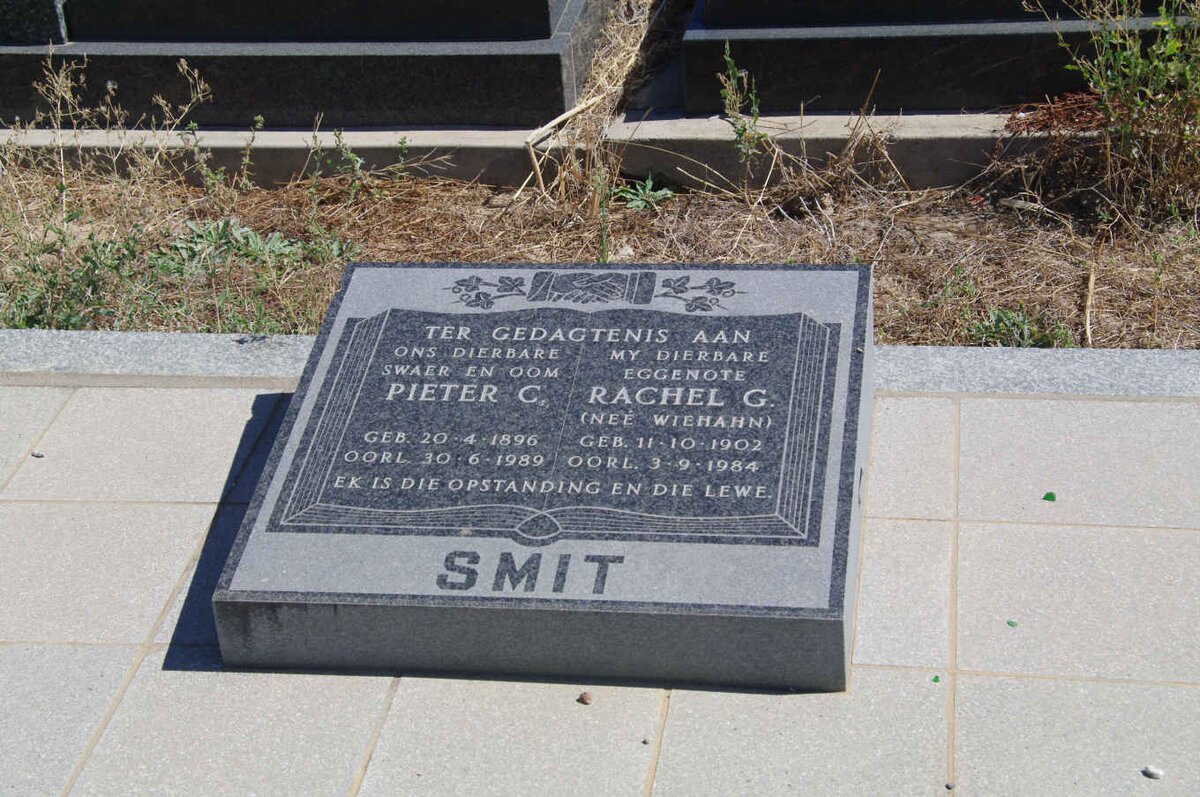 TER GEDAGTENIS AAN
ONS DIERBARE
SWAER EN OOM
PIETER C.
GEB. 20·4·1896
OORL. 30·6·1989
MY DIERBARE
EGGENOTE
RACHEL G.
(NEÉ WIEHAHN)
GEB. 11·10·1902
OORL. 3·9·1984
EK IS DIE OPSTANDING EN DIE LEWE.
SMIT